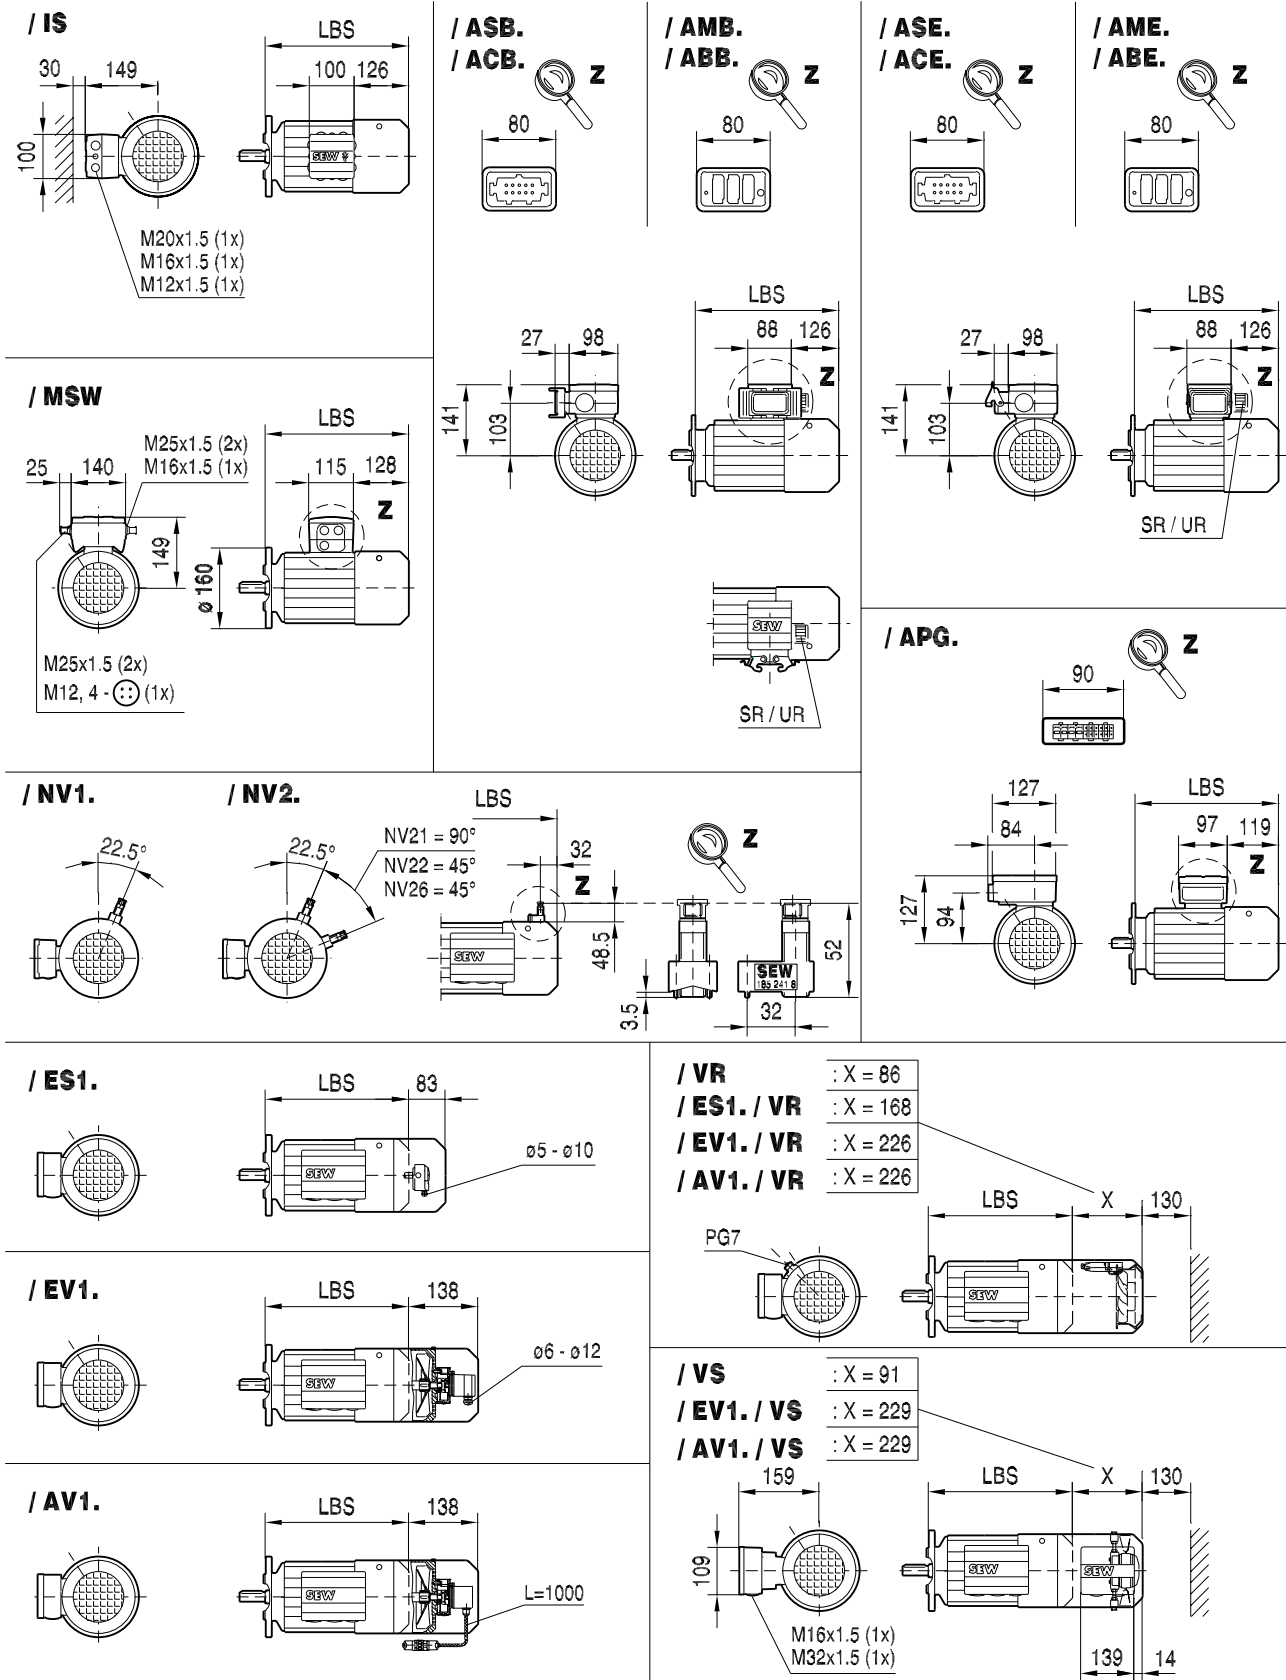 / IS
LBS
30
149
100
126
100
SEW
M20x1.5 (1x)
M16x1.5 (1x)
M12x1.5 (1x)
/ ASB.
/ ACB.
Z
80
/ AMB.
/ ABB.
Z
80
/ ASE.
/ ACE.
Z
80
/ AME.
/ ABE.
Z
80
LBS
27
98
88
126
Z
141
103
SEW
SR / UR
LBS
27
98
88
126
Z
141
103
SR / UR
/ MSW
M25x1.5 (2x)
M16x1.5 (1x)
LBS
25
140
115
128
Z
149
ø 160
M25x1.5 (2x)
M12, 4 - (1x)
/ APG.
Z
90
127
LBS
84
97
119
Z
127
94
/ NV1.
22.5°
/ NV2.
22.5°
NV21 = 90°
NV22 = 45°
NV26 = 45°
LBS
32
Z
48.5
SEW
Z
3.5
SEW
185 241 8
52
32
/ ES1.
LBS
83
ø5 - ø10
SEW
/ EV1.
LBS
138
ø6 - ø12
SEW
/ AV1.
LBS
138
SEW
L=1000
/ VR : X = 86
/ ES1. / VR : X = 168
/ EV1. / VR : X = 226
/ AV1. / VR : X = 226
LBS
X
130
PG7
SEW
/ VS : X = 91
/ EV1. / VS : X = 229
/ AV1. / VS : X = 229
159
LBS
X
130
109
SEW
SEW
M16x1.5 (1x)
M32x1.5 (1x)
139
14